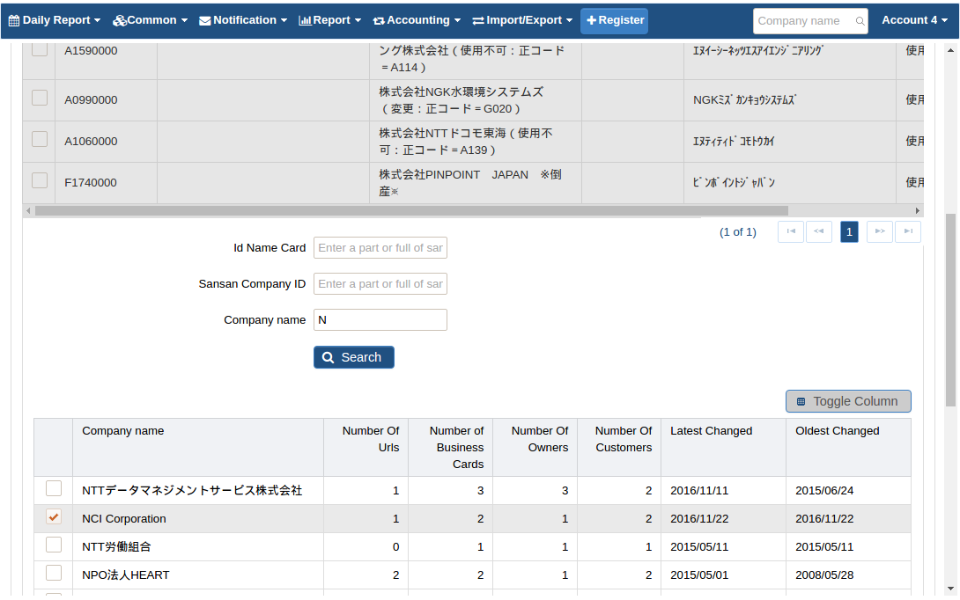 Daily Report Common Notification Report Accounting Import/Export Register Company name Account 4
A1590000 ング株式会社（使用不可：正コード エヌイーシーネッツエスアイエンジニアリング 使用
＝A114）
A0990000 株式会社NGK水環境システムズ NGKミズカンキョウシステムズ 使用
（変更：正コード＝G020）
A1060000 株式会社NTTドコモ東海（使用不 エヌティティドコモトウカイ 使用
可：正コード＝A139）
F1740000 株式会社PINPOINT　JAPAN　※倒 ピンポイントジャパン 使用
産※
(1 of 1) 1
Id Name Card Enter a part or full of sar
Sansan Company ID Enter a part or full of sar
Company name N
Search
Toggle Column
Company name Number Of Urls Number of Business Cards Number Of Owners Number Of Customers Latest Changed Oldest Changed
NTTデータマネジメントサービス株式会社 1 3 3 2 2016/11/11 2015/06/24
NCI Corporation 1 2 1 2 2016/11/22 2016/11/22
NTT労働組合 0 1 1 1 2015/05/11 2015/05/11
NPO法人HEART 2 2 1 2 2015/05/01 2008/05/28